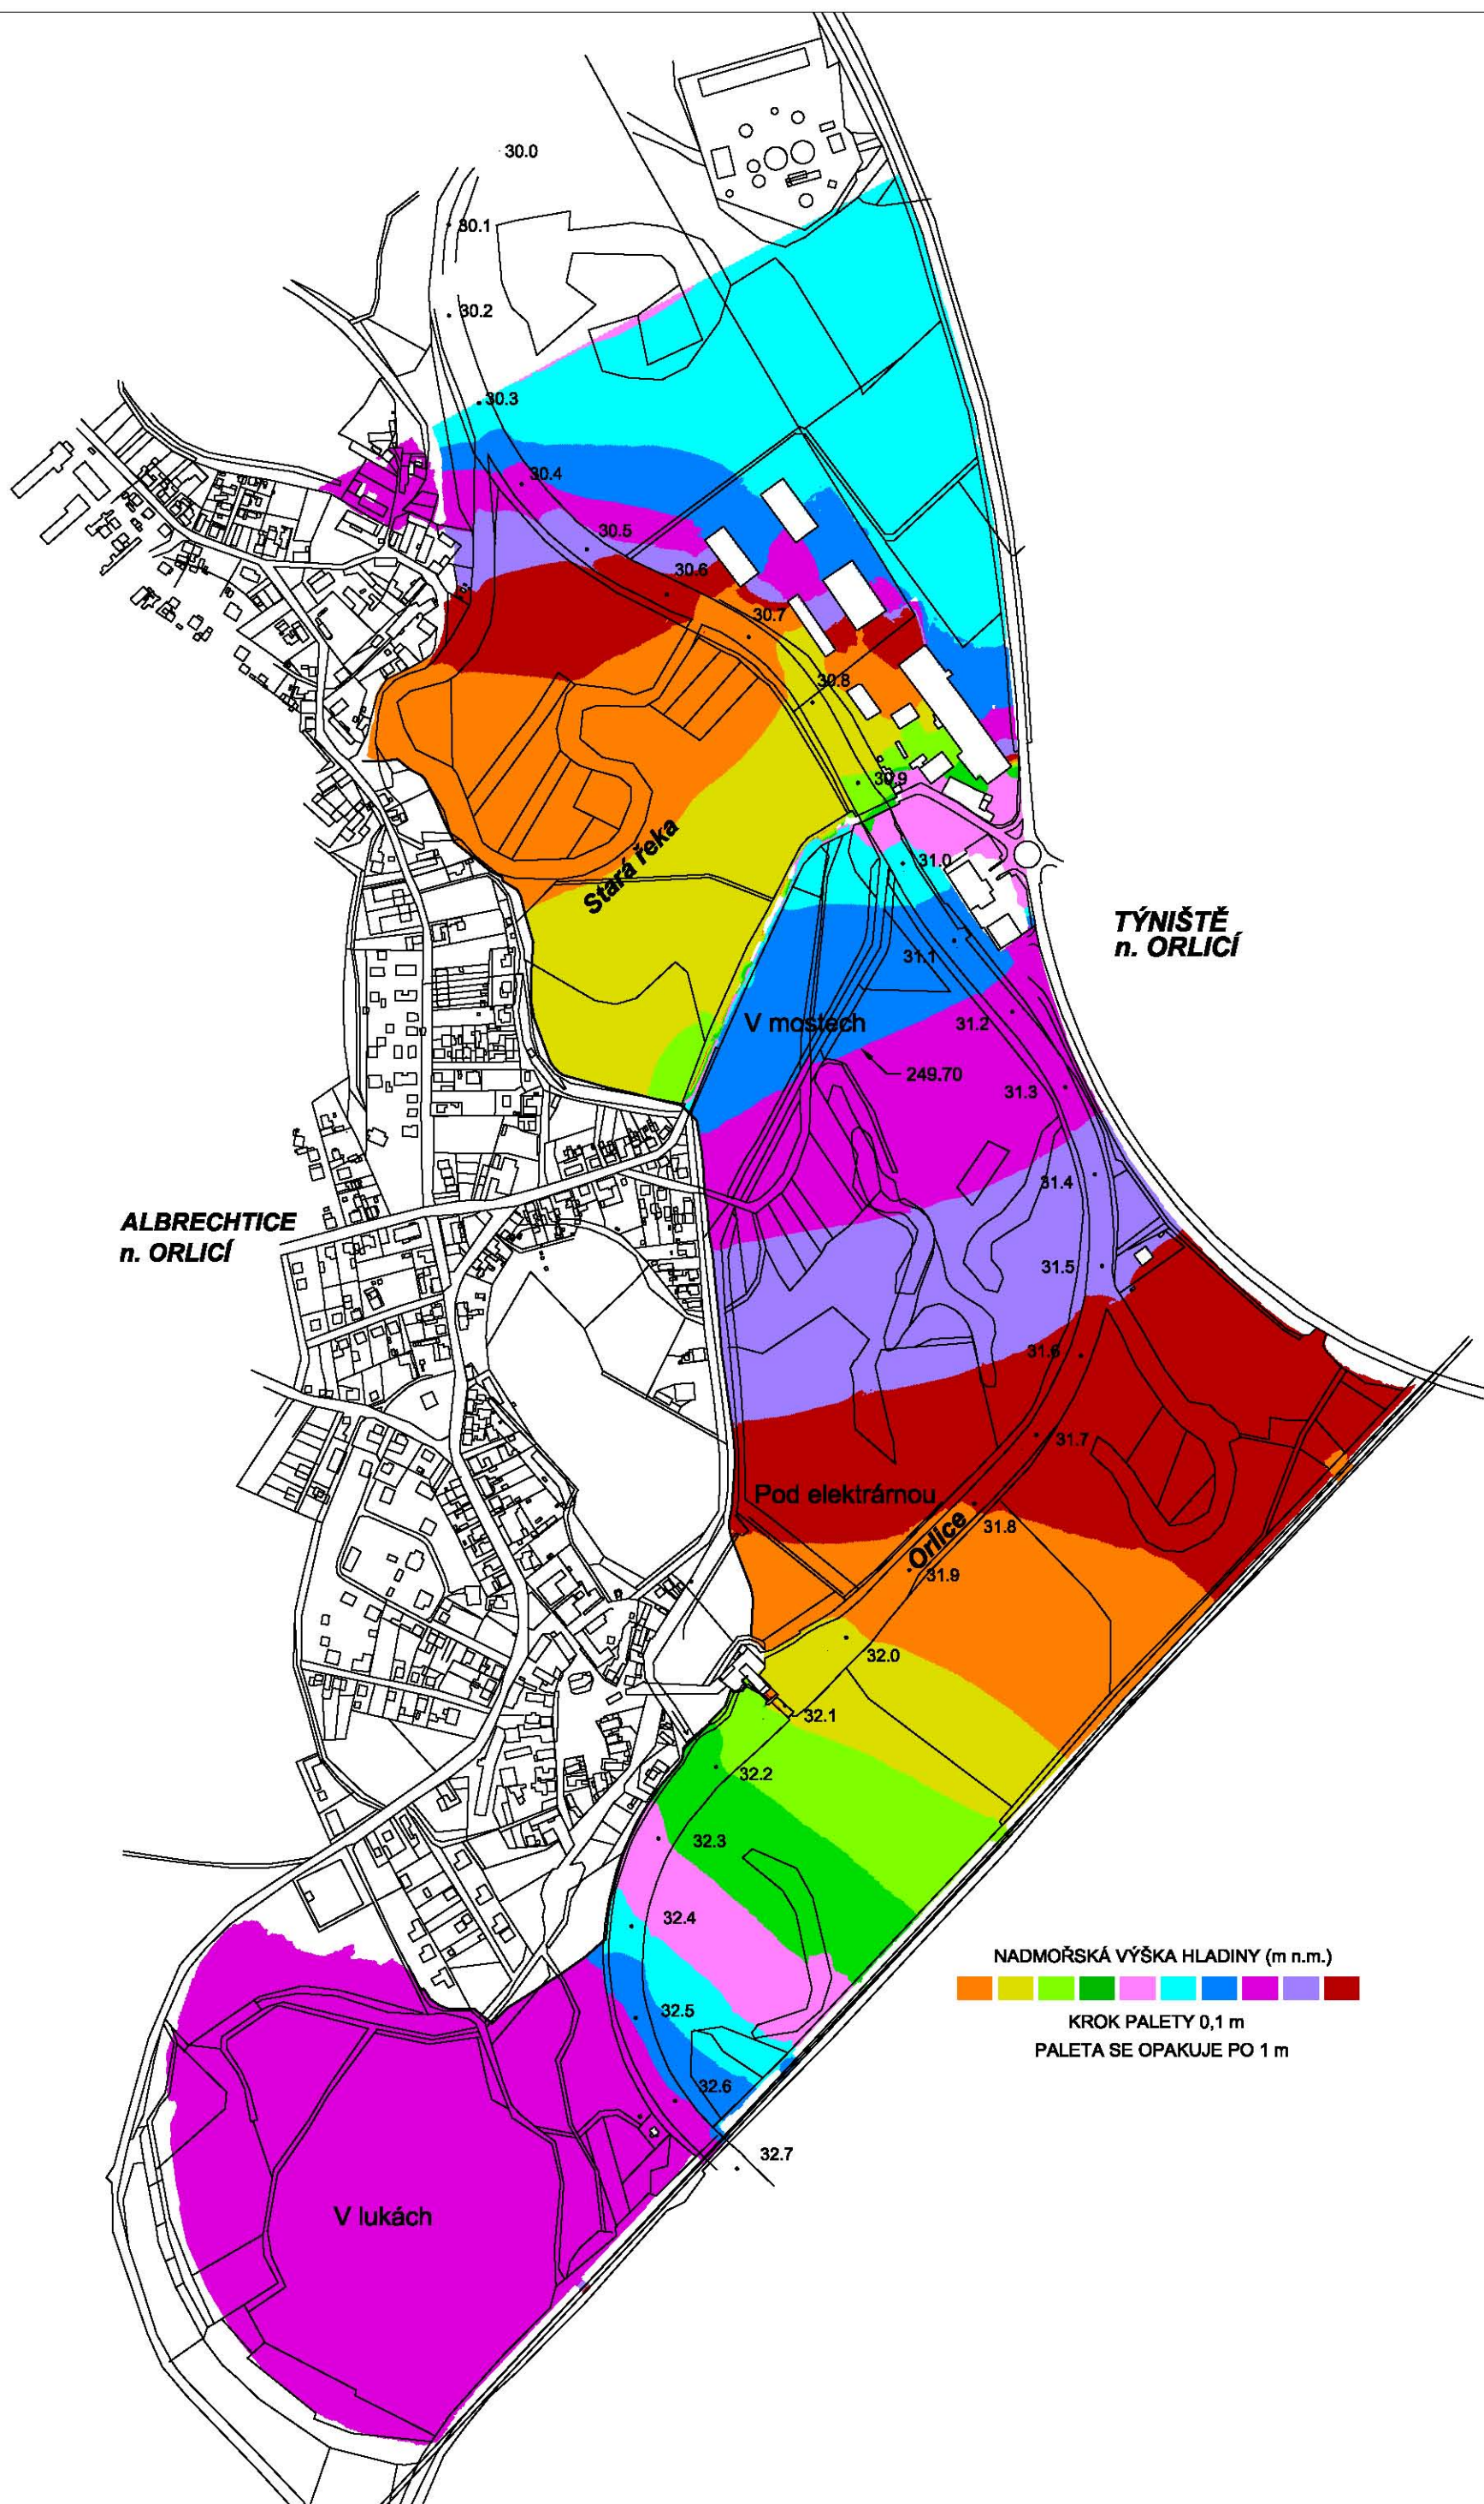 30.0
30.1
30.2
30.3
30.4
30.5
30.6
30.7
30.8
30.9
Stará řeka
31.0
TÝNIŠTĚ
n. ORLICÍ
31.1
V mostech
31.2
249.70
31.3
31.4
ALBRECHTICE
n. ORLICÍ
31.5
31.6
31.7
Pod elektrárnou
31.8
Orlice
31.9
32.0
32.1
32.2
32.3
32.4
NADMOŘSKÁ VÝŠKA HLADINY (m n.m.)
32.5
KROK PALETY 0,1 m
PALETA SE OPAKUJE PO 1 m
32.6
32.7
V lukách